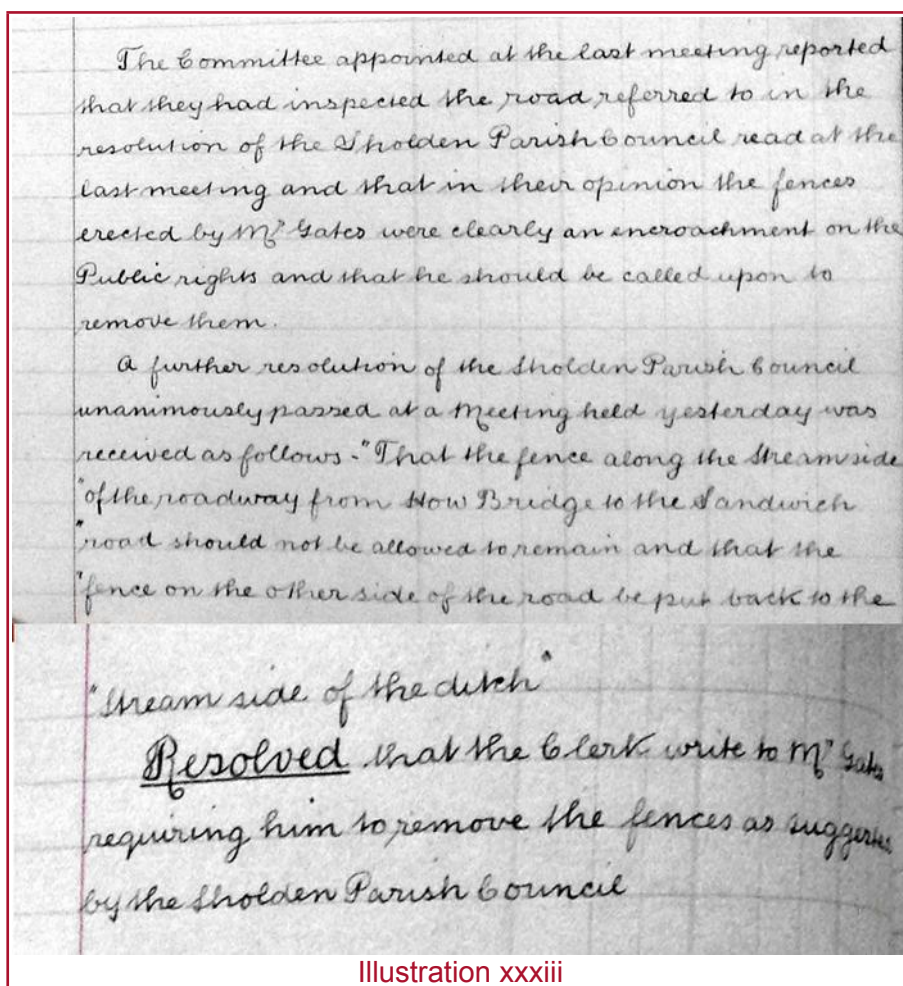 The Committee appointed at the last meeting reported
that they had inspected the road referred to in the
resolution of the Sholden Parish Council read at the
last meeting and that in their opinion the fences
erected by Mr Gates were clearly an encroachment on the
Public rights and that he should be called upon to
remove them.
A further resolution of the Sholden Parish Council
unanimously passed at a Meeting held yesterday was
received as follows - "That the fence along the Stream side
"of the roadway from How Bridge to the Sandwich
"road should not be allowed to remain and that the
"fence on the other side of the road be put back to the
"Stream side of the ditch"
Resolved that the Clerk write to Mr Gates
requiring him to remove the fences as suggested
by the Sholden Parish Council
Illustration xxxiii